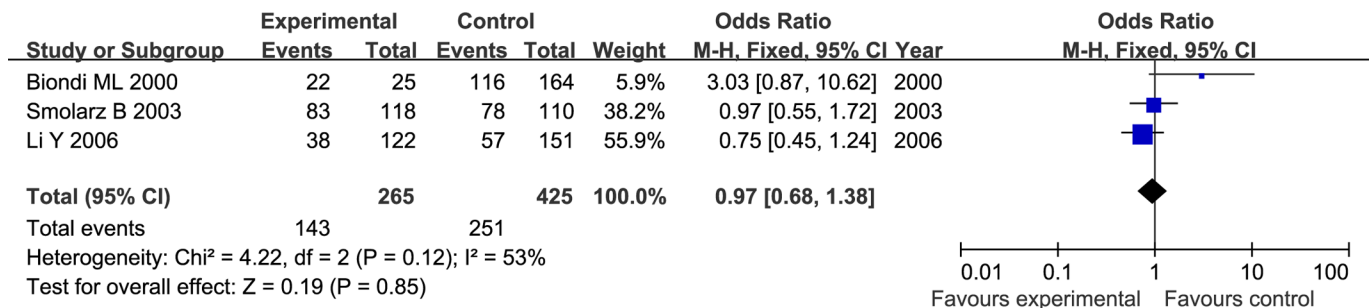 Experimental Control Odds Ratio Odds Ratio
Study or Subgroup Events Total Events Total Weight M-H, Fixed, 95% CI Year M-H, Fixed, 95% CI
Biondi ML 2000 22 25 116 164 5.9% 3.03 [0.87, 10.62] 2000
Smolarz B 2003 83 118 78 110 38.2% 0.97 [0.55, 1.72] 2003
Li Y 2006 38 122 57 151 55.9% 0.75 [0.45, 1.24] 2006
Total (95% CI) 265 425 100.0% 0.97 [0.68, 1.38]
Total events 143 251
Heterogeneity: Chi² = 4.22, df = 2 (P = 0.12); I² = 53%
Test for overall effect: Z = 0.19 (P = 0.85)
0.01 0.1 1 10 100
Favours experimental Favours control